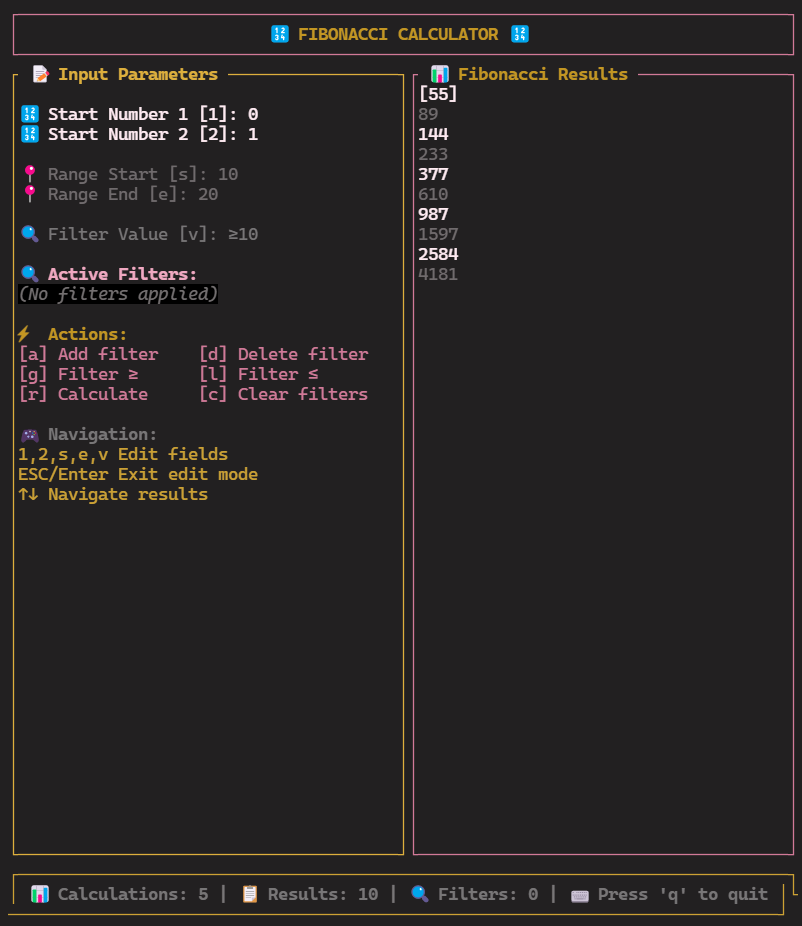 🔢 FIBONACCI CALCULATOR 🔢
📝 Input Parameters
🔢 Start Number 1 [1]: 0
🔢 Start Number 2 [2]: 1
📍 Range Start [s]: 10
📍 Range End [e]: 20
🔍 Filter Value [v]: ≥10
🔍 Active Filters:
(No filters applied)
⚡ Actions:
[a] Add filter    [d] Delete filter
[g] Filter ≥      [l] Filter ≤
[r] Calculate     [c] Clear filters
🎮 Navigation:
1,2,s,e,v Edit fields
ESC/Enter Exit edit mode
↑↓ Navigate results
📊 Fibonacci Results
[55]
89
144
233
377
610
987
1597
2584
4181
📊 Calculations: 5 | 📋 Results: 10 | 🔍 Filters: 0 | ⌨️ Press 'q' to quit